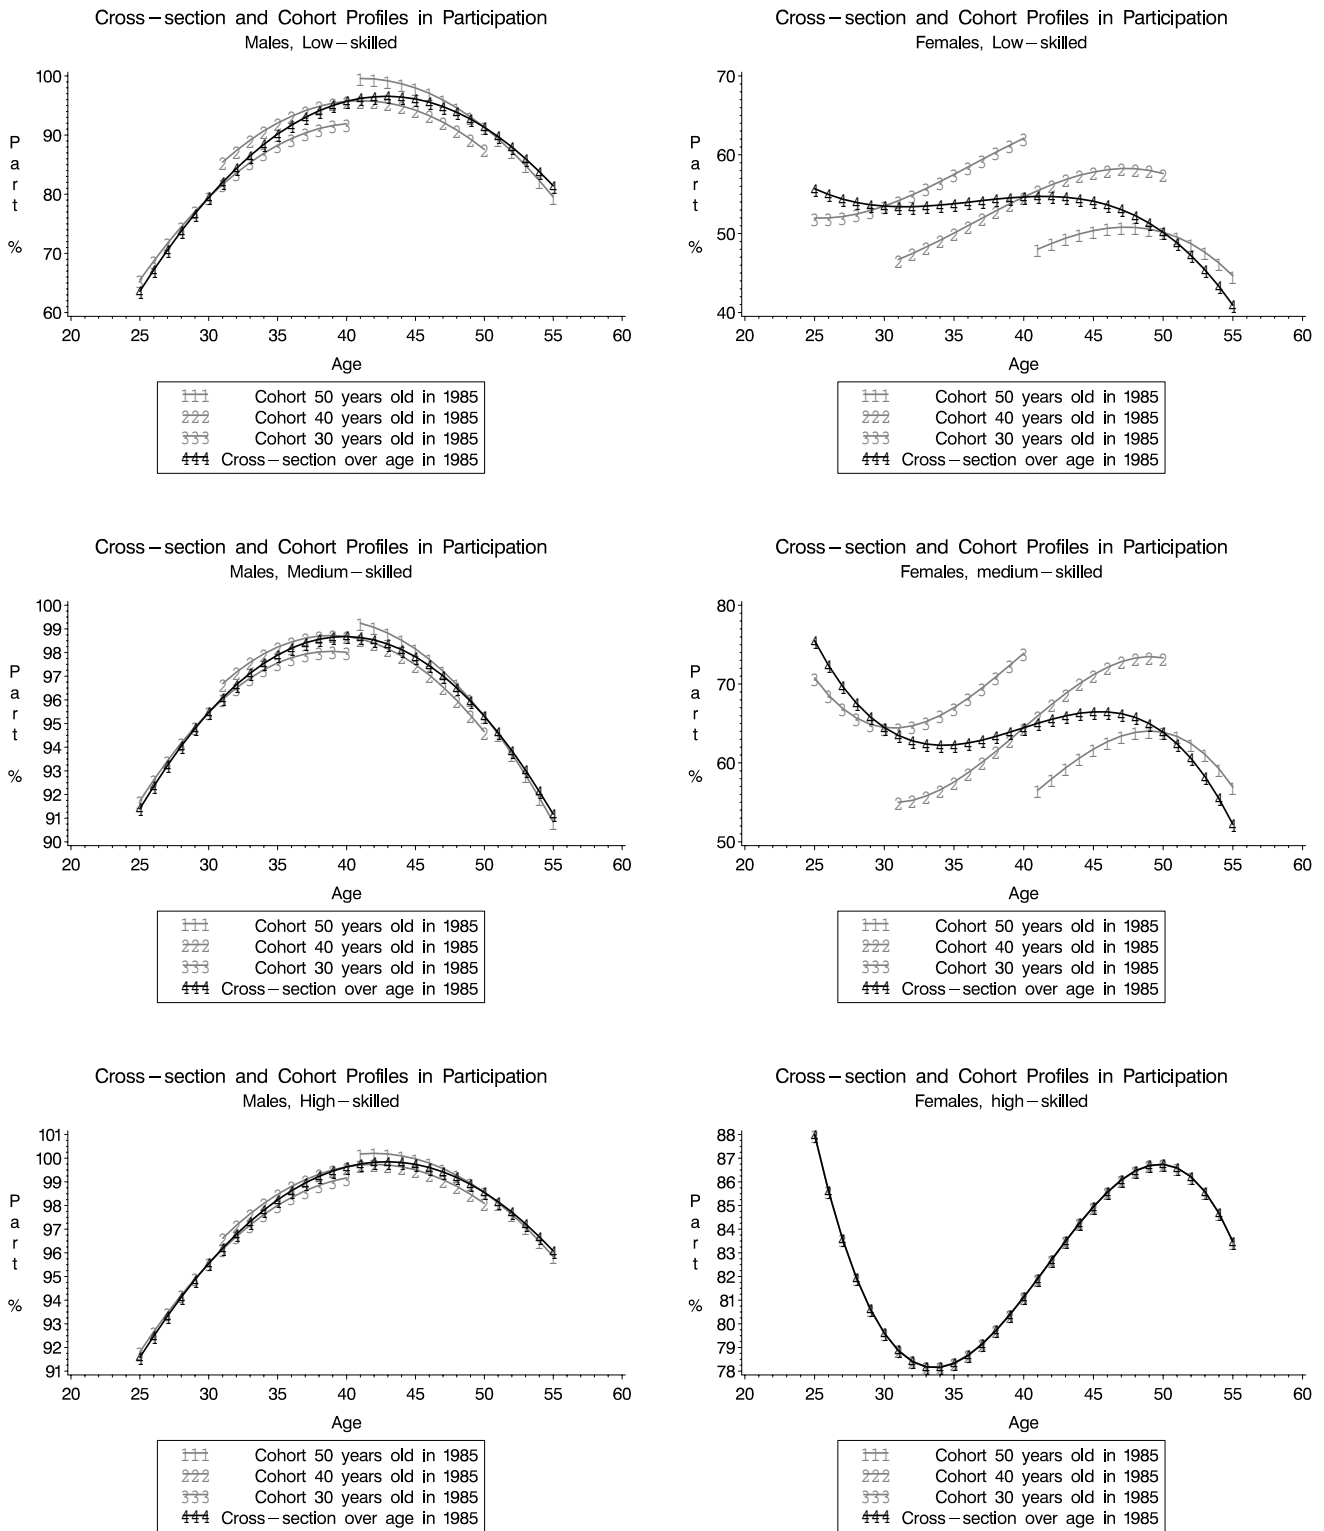 Cross-section and Cohort Profiles in Participation
Males, Low-skilled
Part %
100
90
80
70
60
20 25 30 35 40 45 50 55 60
Age
111 Cohort 50 years old in 1985
222 Cohort 40 years old in 1985
333 Cohort 30 years old in 1985
444 Cross-section over age in 1985
Cross-section and Cohort Profiles in Participation
Females, Low-skilled
Part %
70
60
50
40
20 25 30 35 40 45 50 55 60
Age
111 Cohort 50 years old in 1985
222 Cohort 40 years old in 1985
333 Cohort 30 years old in 1985
444 Cross-section over age in 1985
Cross-section and Cohort Profiles in Participation
Males, Medium-skilled
Part %
100
99
98
97
96
95
94
93
92
91
90
20 25 30 35 40 45 50 55 60
Age
111 Cohort 50 years old in 1985
222 Cohort 40 years old in 1985
333 Cohort 30 years old in 1985
444 Cross-section over age in 1985
Cross-section and Cohort Profiles in Participation
Females, medium-skilled
Part %
80
70
60
50
20 25 30 35 40 45 50 55 60
Age
111 Cohort 50 years old in 1985
222 Cohort 40 years old in 1985
333 Cohort 30 years old in 1985
444 Cross-section over age in 1985
Cross-section and Cohort Profiles in Participation
Males, High-skilled
Part %
101
100
99
98
97
96
95
94
93
92
91
20 25 30 35 40 45 50 55 60
Age
111 Cohort 50 years old in 1985
222 Cohort 40 years old in 1985
333 Cohort 30 years old in 1985
444 Cross-section over age in 1985
Cross-section and Cohort Profiles in Participation
Females, high-skilled
Part %
88
87
86
85
84
83
82
81
80
79
78
20 25 30 35 40 45 50 55 60
Age
111 Cohort 50 years old in 1985
222 Cohort 40 years old in 1985
333 Cohort 30 years old in 1985
444 Cross-section over age in 1985